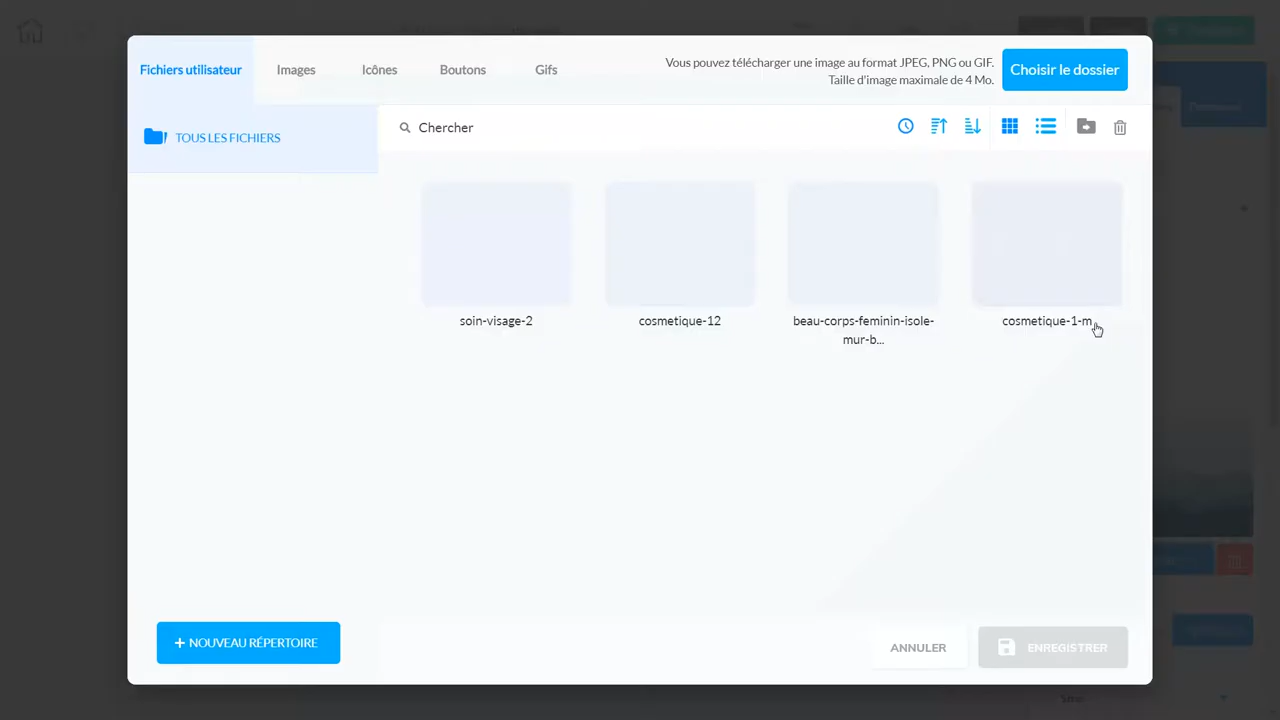 Fichiers utilisateur
Images
Icônes
Boutons
Gifs
Vous pouvez télécharger une image au format JPEG, PNG ou GIF.
Taille d'image maximale de 4 Mo.
Choisir le dossier
TOUS LES FICHIERS
Chercher
soin-visage-2
cosmetique-12
beau-corps-feminin-isole-
mur-b...
cosmetique-1-m
+ NOUVEAU RÉPERTOIRE
ANNULER
ENREGISTRER